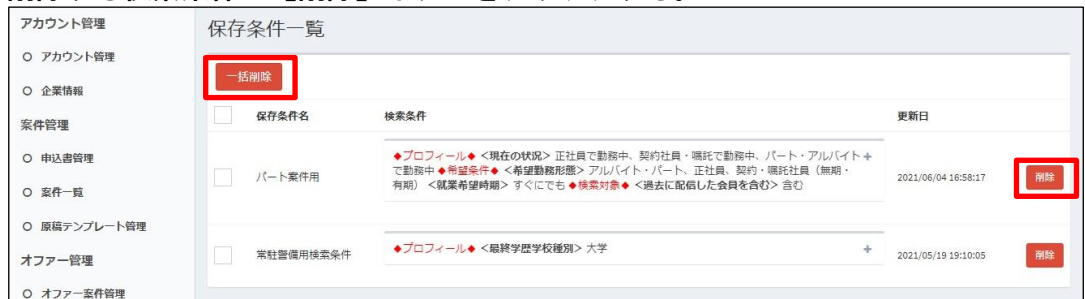 アカウント管理
アカウント管理
企業情報
案件管理
申込書管理
案件一覧
原稿テンプレート管理
オファー管理
オファー案件管理
保存条件一覧
一括削除
保存条件名 検索条件 更新日
パート案件用
◆プロフィール◆ <現在の状況> 正社員で勤務中、契約社員・嘱託で勤務中、パート・アルバイト
で勤務中 ◆希望条件◆ <希望勤務形態> アルバイト・パート、正社員、契約・嘱託社員（無期・
有期） <就業希望時期> すぐにでも ◆検索対象◆ <過去に配信した会員を含む> 含む
+
2021/06/04 16:58:17
削除
常駐警備用検索条件
◆プロフィール◆ <最終学歴学校種別> 大学
+
2021/05/19 19:10:05
削除